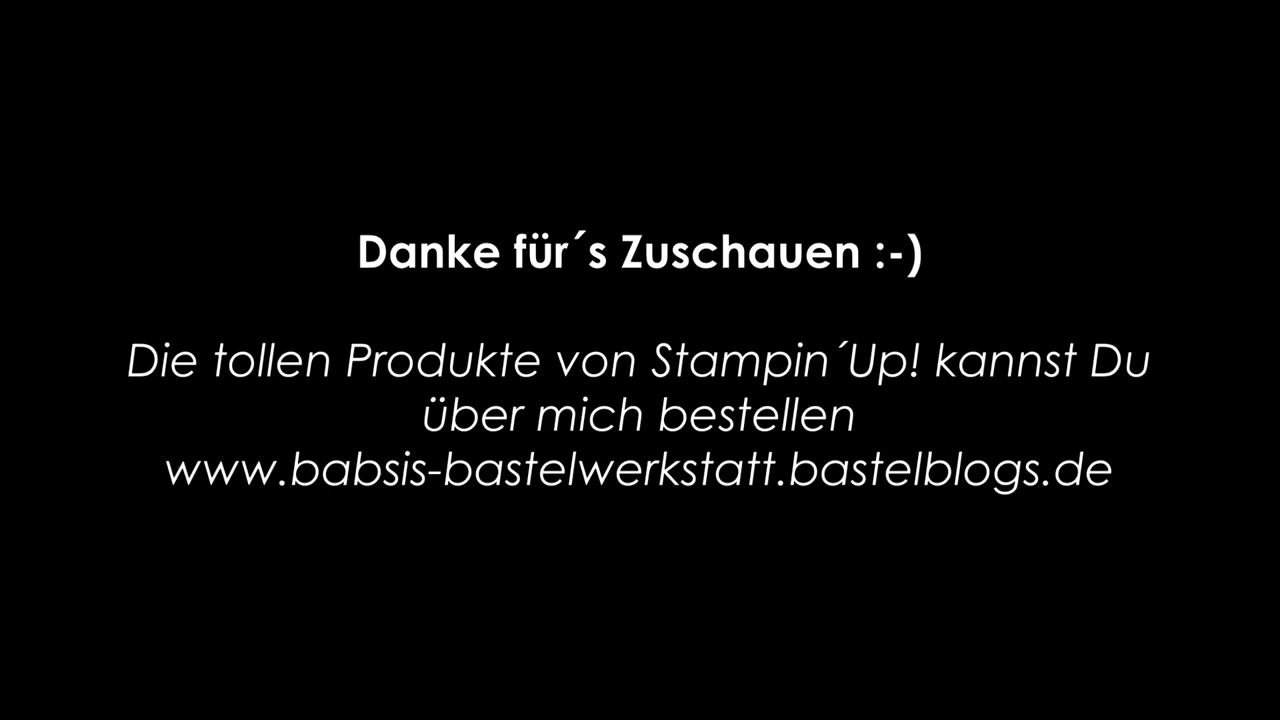 Danke für´s Zuschauen :-)
Die tollen Produkte von Stampin´Up! kannst Du
über mich bestellen
www.babsis-bastelwerkstatt.bastelblogs.de